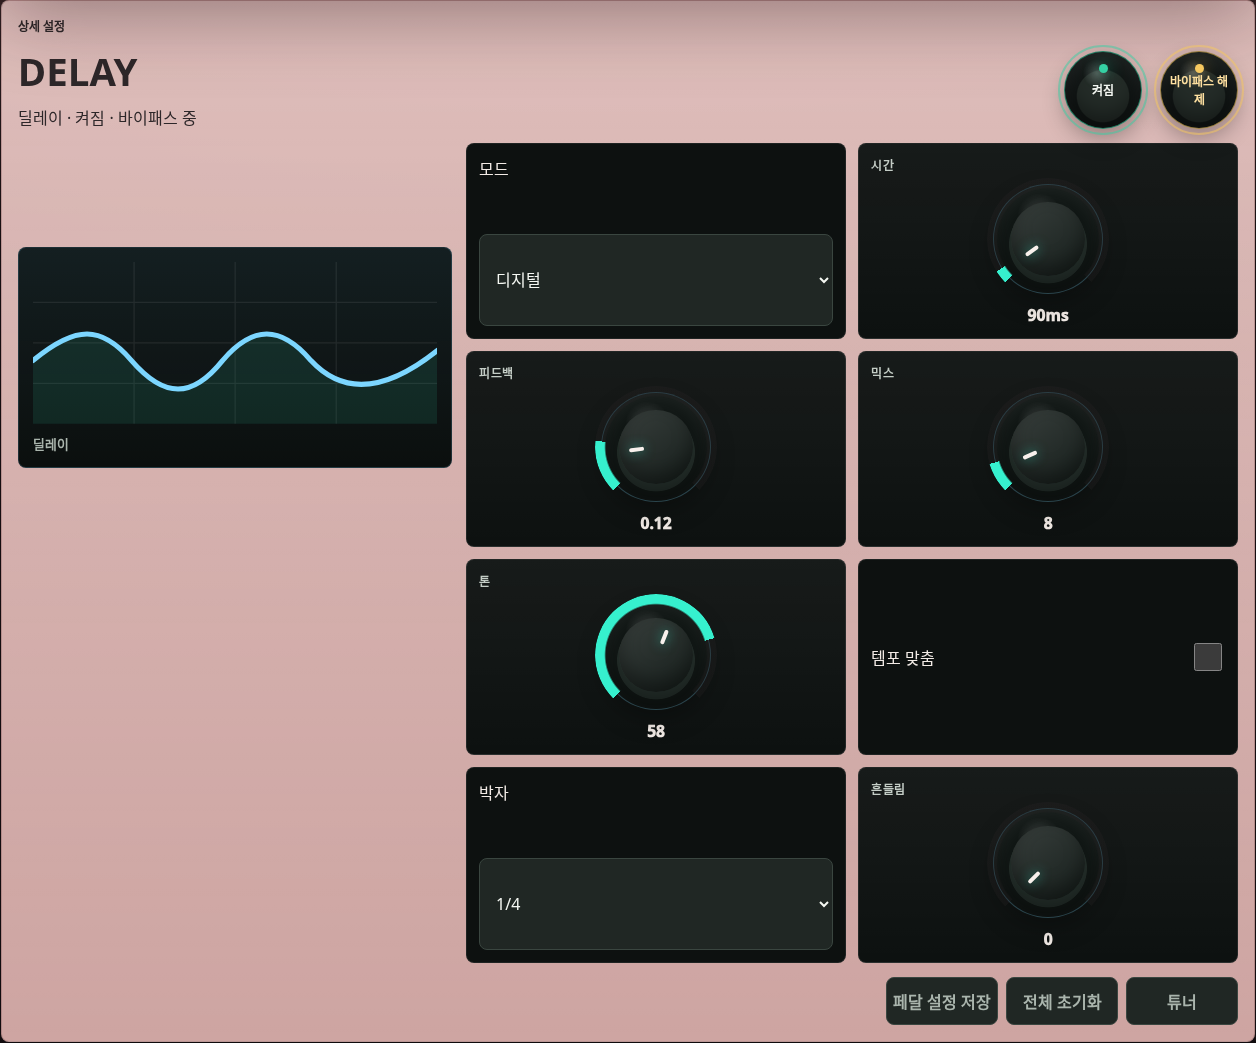 상세 설정
DELAY
딜레이 · 켜짐 · 바이패스 중
켜짐
바이패스 해
제
모드
디지털
시간
90ms
딜레이
피드백
0.12
믹스
8
톤
58
템포 맞춤
박자
1/4
흔들림
0
페달 설정 저장
전체 초기화
튜너